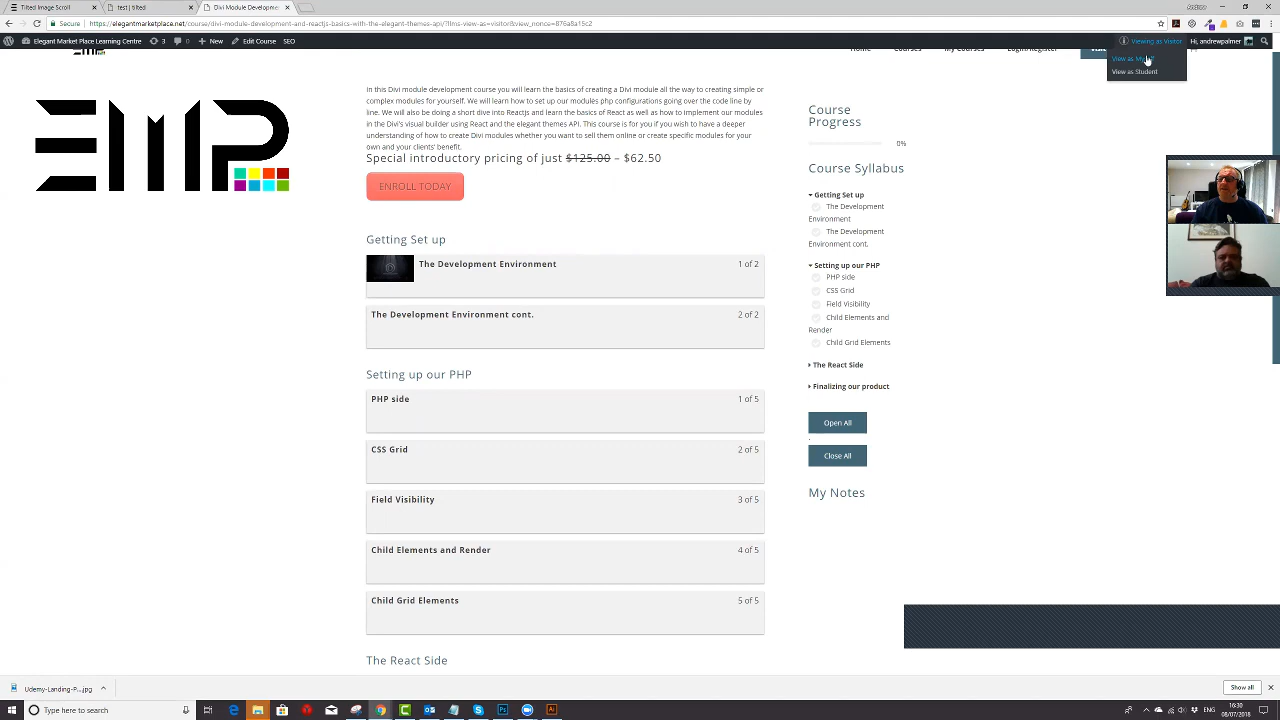 Tilted Image Scroll
test | tilted
Divi Module Developme
Secure
https://elegantmarketplace.net/course/divi-module-development-and-reactjs-basics-with-the-elegant-themes-api/?llms-view-as=visitor&view_nonce=876a8a15c2
Elegant Market Place Learning Centre
3
0
New
Edit Course
SEO
Viewing as Visitor
Hi, andrewpalmer
View as Student
EMP
In this Divi module development course you will learn the basics of creating a Divi module all the way to creating simple or
complex modules for yourself. We will learn how to set up our modules php configurations going over the code line by
line. We will also be doing a short dive into Reactjs and learn the basics of React as well as how to implement our modules
in the Divi's visual builder using React and the elegant themes API. This course is for you if you wish to have a deeper
understanding of how to create Divi modules whether you want to sell them online or create specific modules for your
own and your clients' benefit.
Special introductory pricing of just $125.00 – $62.50
ENROLL TODAY
Getting Set up
The Development Environment
1 of 2
The Development Environment cont.
2 of 2
Setting up our PHP
PHP side
1 of 5
CSS Grid
2 of 5
Field Visibility
3 of 5
Child Elements and Render
4 of 5
Child Grid Elements
5 of 5
The React Side
Course
Progress
0%
Course Syllabus
Getting Set up
The Development
Environment
The Development
Environment cont.
Setting up our PHP
PHP side
CSS Grid
Field Visibility
Child Elements and
Render
Child Grid Elements
The React Side
Finalizing our product
Open All
.
Close All
My Notes
Udemy-Landing-P....jpg
Show all
Type here to search
16:30
08/07/2018